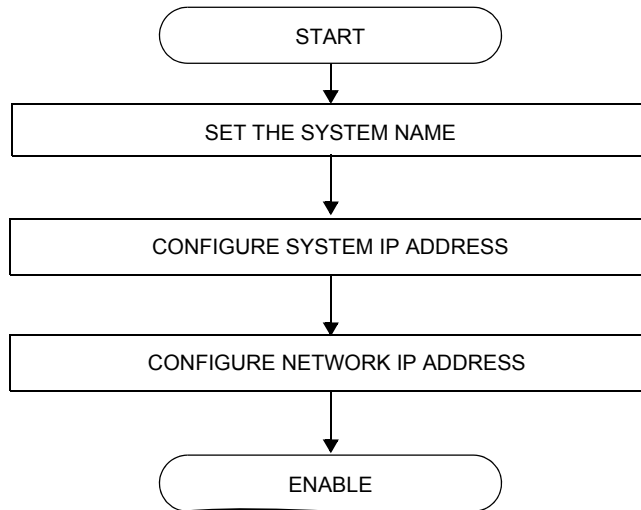 START
SET THE SYSTEM NAME
CONFIGURE SYSTEM IP ADDRESS
CONFIGURE NETWORK IP ADDRESS
ENABLE